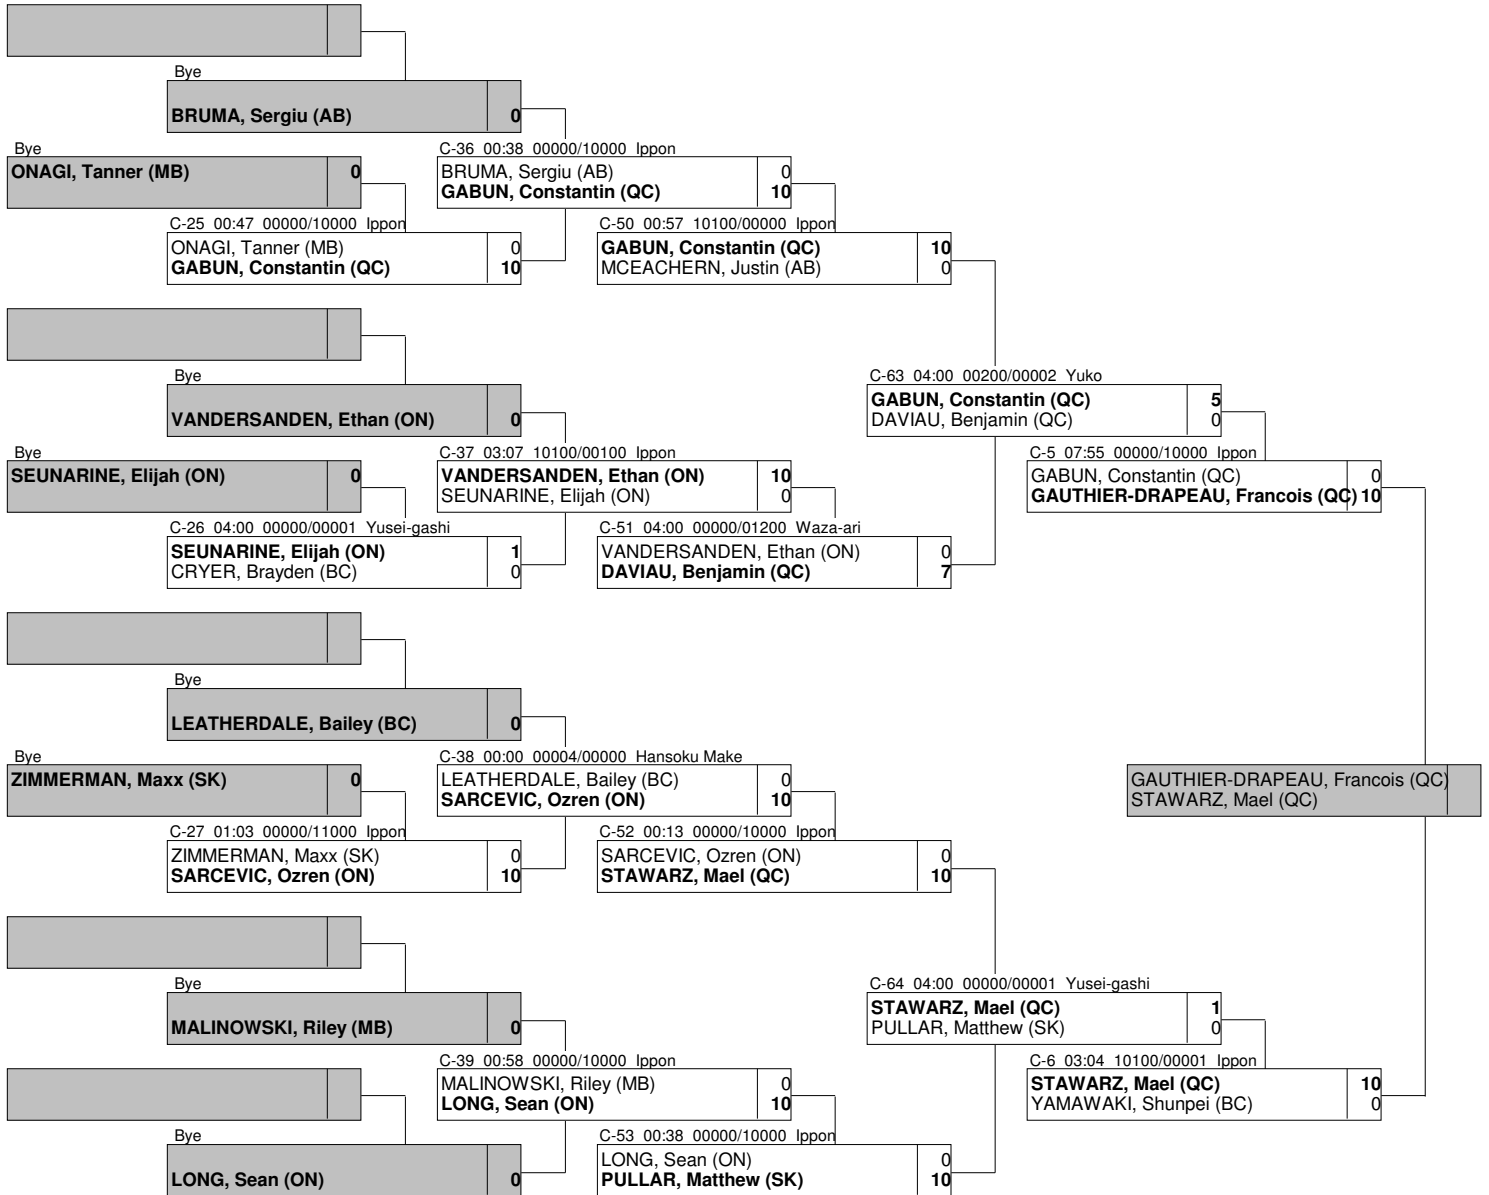 Bye
BRUMA, Sergiu (AB) 0
Bye
ONAGI, Tanner (MB) 0
C-36 00:38 00000/10000 Ippon
BRUMA, Sergiu (AB) 0
GABUN, Constantin (QC) 10
C-25 00:47 00000/10000 Ippon
ONAGI, Tanner (MB) 0
GABUN, Constantin (QC) 10
C-50 00:57 10100/00000 Ippon
GABUN, Constantin (QC) 10
MCEACHERN, Justin (AB) 0
Bye
VANDERSANDEN, Ethan (ON) 0
C-63 04:00 00200/00002 Yuko
GABUN, Constantin (QC) 5
DAVIAU, Benjamin (QC) 0
Bye
SEUNARINE, Elijah (ON) 0
C-37 03:07 10100/00100 Ippon
VANDERSANDEN, Ethan (ON) 10
SEUNARINE, Elijah (ON) 0
C-5 07:55 00000/10000 Ippon
GABUN, Constantin (QC) 0
GAUTHIER-DRAPEAU, Francois (QC) 10
C-26 04:00 00000/00001 Yusei-gashi
SEUNARINE, Elijah (ON) 1
CRYER, Brayden (BC) 0
C-51 04:00 00000/01200 Waza-ari
VANDERSANDEN, Ethan (ON) 0
DAVIAU, Benjamin (QC) 7
Bye
LEATHERDALE, Bailey (BC) 0
Bye
ZIMMERMAN, Maxx (SK) 0
C-38 00:00 00004/00000 Hansoku Make
LEATHERDALE, Bailey (BC) 0
SARCEVIC, Ozren (ON) 10
GAUTHIER-DRAPEAU, Francois (QC)
STAWARZ, Mael (QC)
C-27 01:03 00000/11000 Ippon
ZIMMERMAN, Maxx (SK) 0
SARCEVIC, Ozren (ON) 10
C-52 00:13 00000/10000 Ippon
SARCEVIC, Ozren (ON) 0
STAWARZ, Mael (QC) 10
Bye
MALINOWSKI, Riley (MB) 0
C-64 04:00 00000/00001 Yusei-gashi
STAWARZ, Mael (QC) 1
PULLAR, Matthew (SK) 0
C-39 00:58 00000/10000 Ippon
MALINOWSKI, Riley (MB) 0
LONG, Sean (ON) 10
C-6 03:04 10100/00001 Ippon
STAWARZ, Mael (QC) 10
YAMAWAKI, Shunpei (BC) 0
Bye
LONG, Sean (ON) 0
C-53 00:38 00000/10000 Ippon
LONG, Sean (ON) 0
PULLAR, Matthew (SK) 10